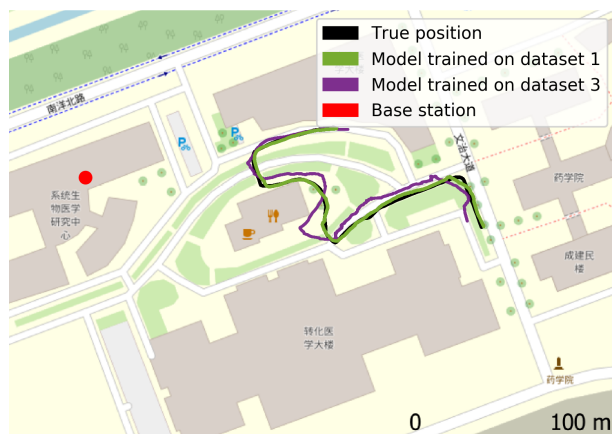 True position
Model trained on dataset 1
Model trained on dataset 3
Base station
南洋北路
文治大道
药学院
系统生
物医学
研究中
心
成建民
楼
转化医
学大楼
药学院
0 100 m